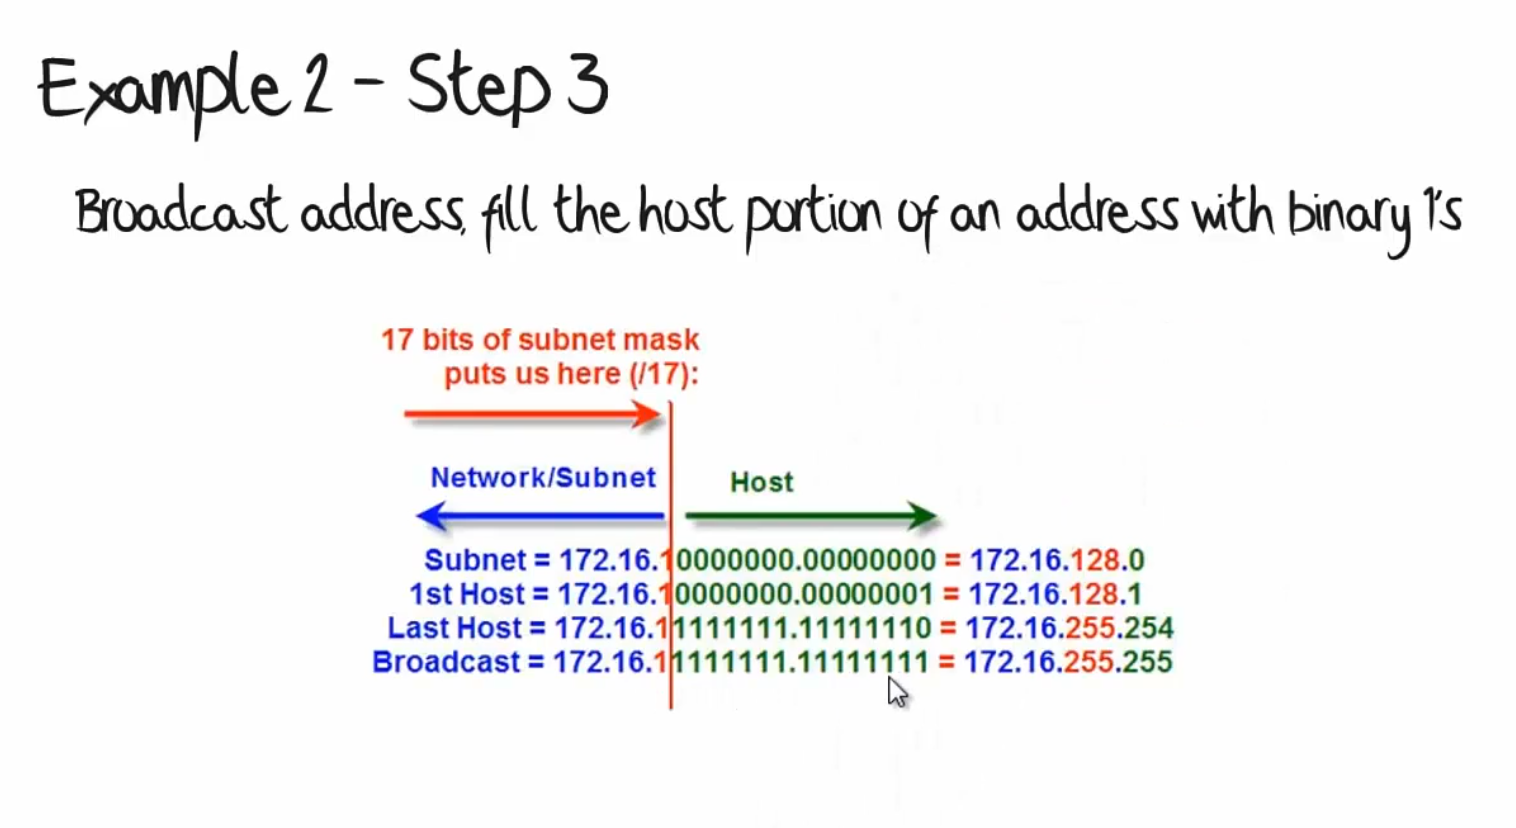 Example 2 - Step 3
Broadcast address, fill the host portion of an address with binary 1's
17 bits of subnet mask
puts us here (/17):
Network/Subnet
Host
Subnet = 172.16.10000000.00000000 = 172.16.128.0
1st Host = 172.16.10000000.00000001 = 172.16.128.1
Last Host = 172.16.11111111.11111110 = 172.16.255.254
Broadcast = 172.16.11111111.11111111 = 172.16.255.255